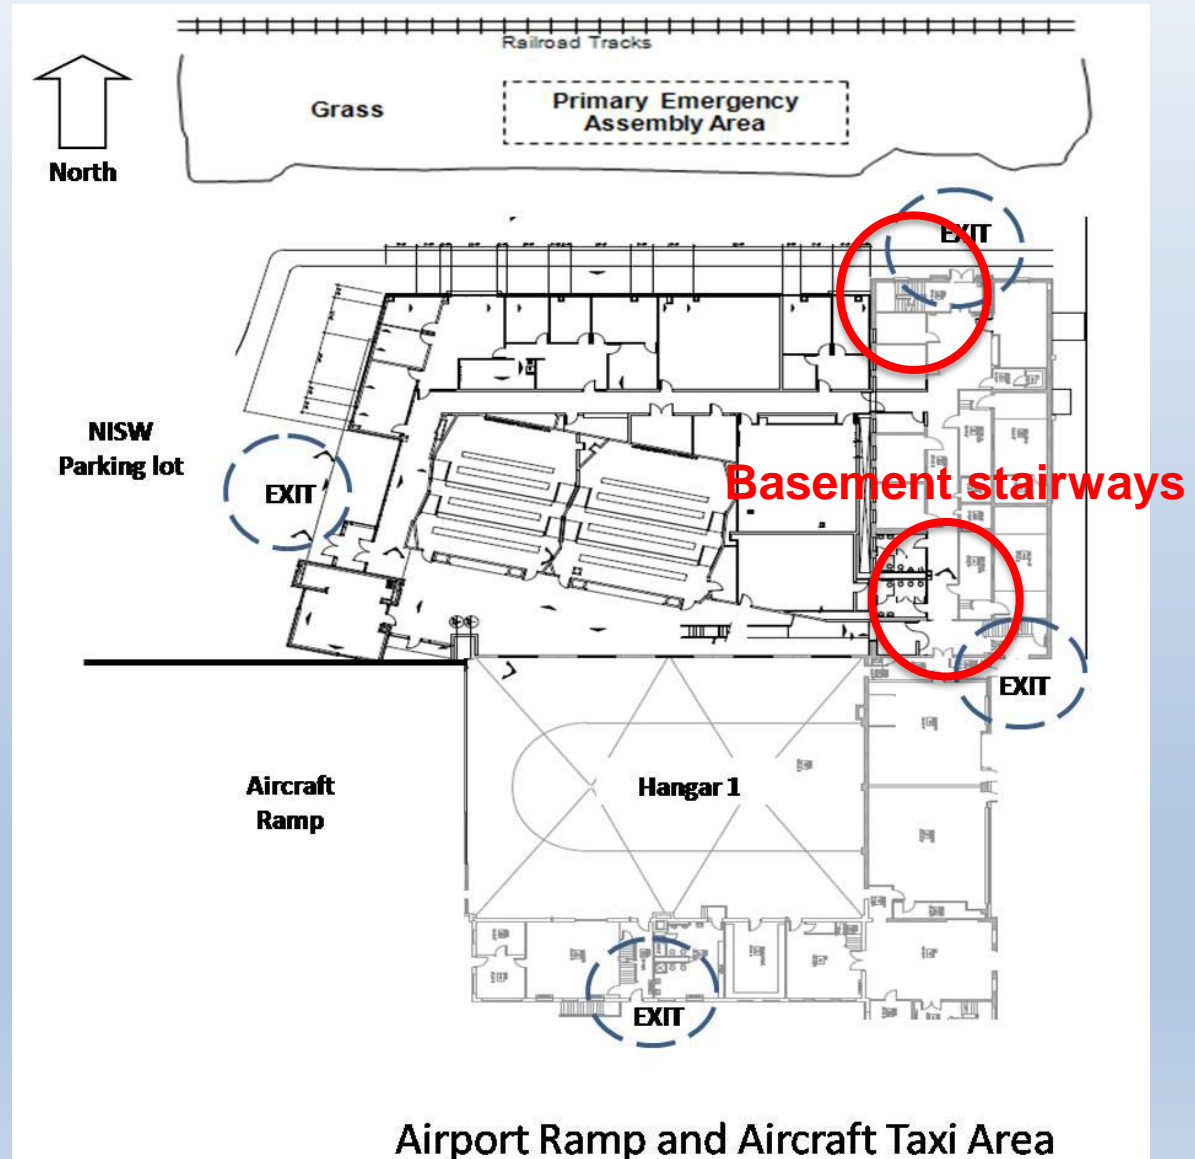 Railroad Tracks
Grass
Primary Emergency
Assembly Area
North
EXIT
NISW
Parking lot
EXIT
Basement stairways
EXIT
Aircraft
Ramp
Hangar 1
EXIT
Airport Ramp and Aircraft Taxi Area